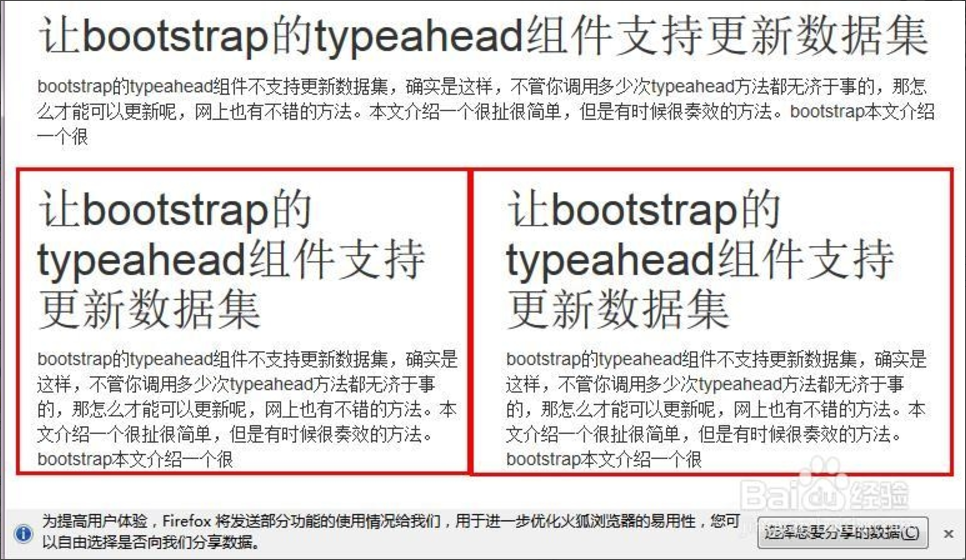 让bootstrap的typeahead组件支持更新数据集
bootstrap的typeahead组件不支持更新数据集，确实是这样，不管你调用多少次typeahead方法都无济于事的，那怎
么才能可以更新呢，网上也有不错的方法。本文介绍一个很扯很简单，但是有时候很奏效的方法。bootstrap本文介绍
一个很
让bootstrap的
typeahead组件支持
更新数据集
bootstrap的typeahead组件不支持更新数据集，确实是
这样，不管你调用多少次typeahead方法都无济于事
的，那怎么才能可以更新呢，网上也有不错的方法。本
文介绍一个很扯很简单，但是有时候很奏效的方法。
bootstrap本文介绍一个很
让bootstrap的
typeahead组件支持
更新数据集
bootstrap的typeahead组件不支持更新数据集，确实是
这样，不管你调用多少次typeahead方法都无济于事
的，那怎么才能可以更新呢，网上也有不错的方法。本
文介绍一个很扯很简单，但是有时候很奏效的方法。
bootstrap本文介绍一个很
Baidu经验
为提高用户体验，Firefox 将发送部分功能的使用情况给我们，用于进一步优化火狐浏览器的易用性，您可
以自由选择是否向我们分享数据。
选择您要分享的数据(C)